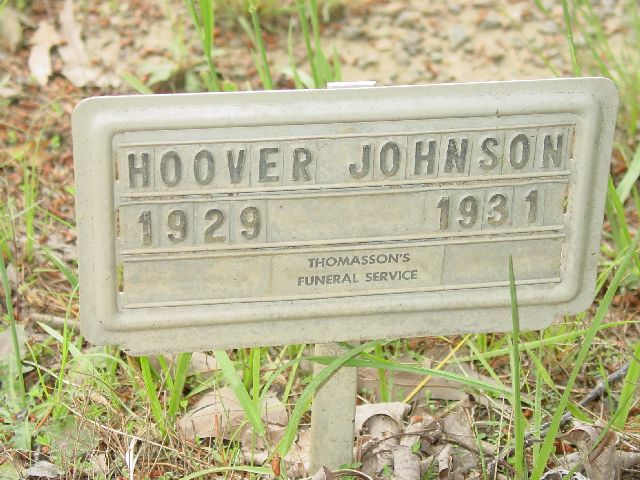 HOOVER JOHNSON
1929 1931
THOMASSON'S
FUNERAL SERVICE